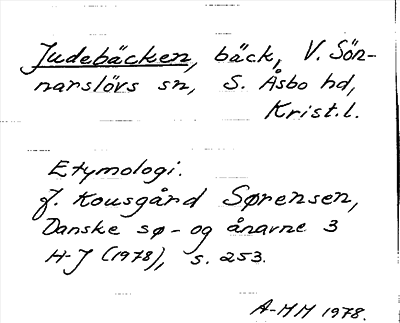 Judebäcken, bäck, V. Sön-
narslövs sn, S. Åsbo hd,
Krist.l.
Etymologi.
J. Kousgård Sørensen,
Danske sø- og ånavne 3
H-J (1978), s. 253.
A-MM 1978.